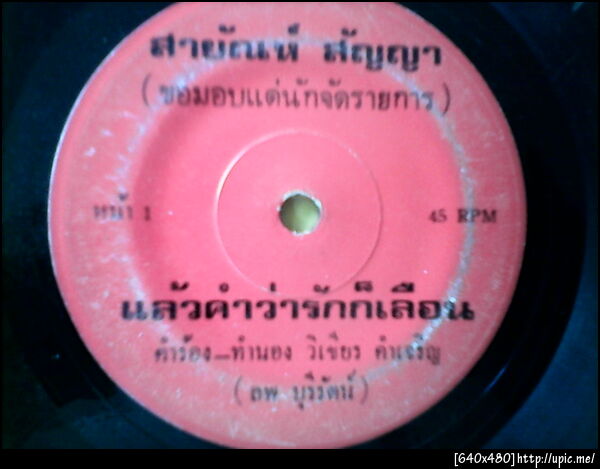 สายัณห์ สัญญา
(ขอมอบแด่นักจัดรายการ)
หน้า 1
45 RPM
แล้วคำว่ารักก็เลือน
คำร้อง-ทำนอง วิเชียร คำเจริญ
(ลพ บุรีรัตน์)
[640x480]http://upic.me/